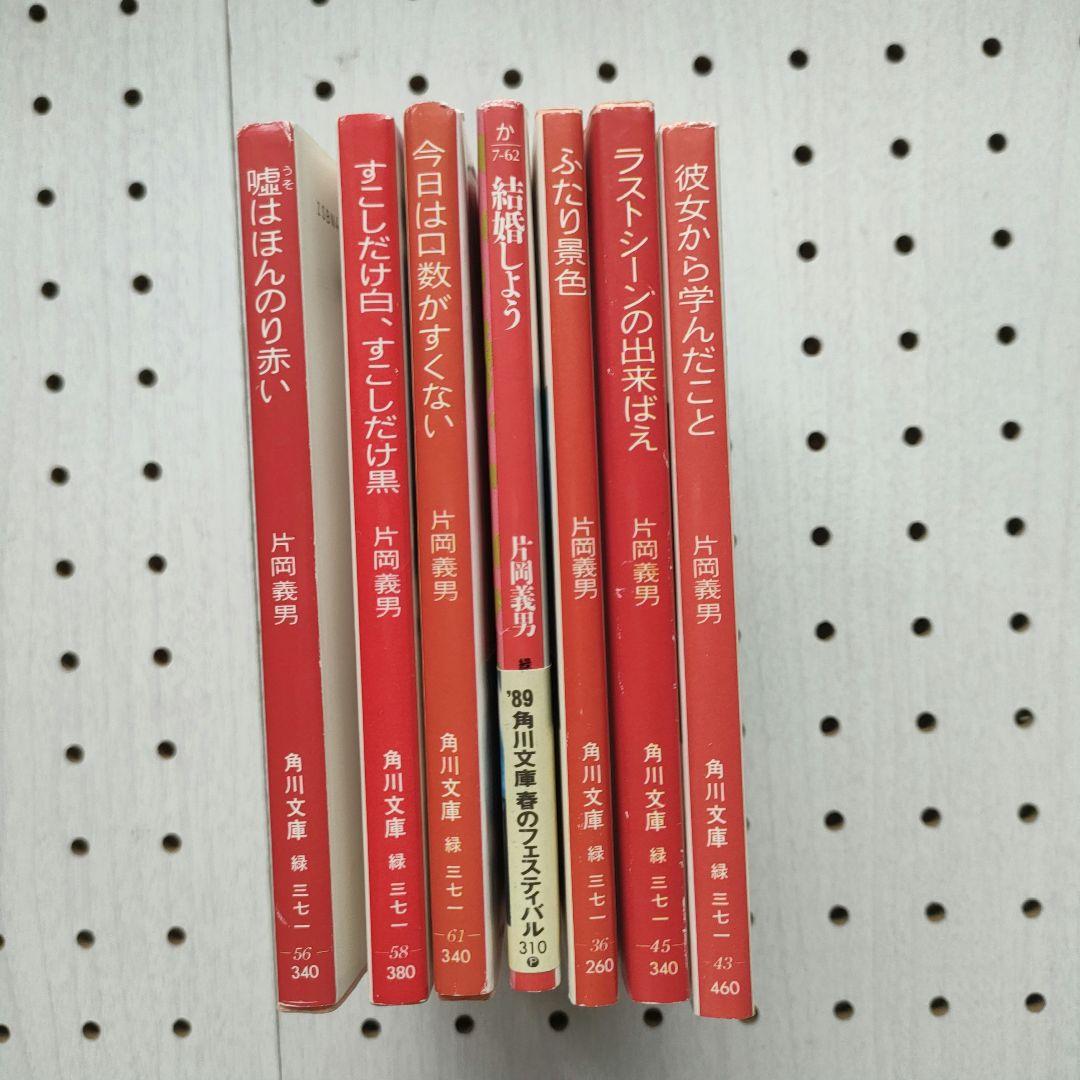 嘘はほんのり赤い
うそ
片岡義男
角川文庫
緑 三七一
56
340
すこしだけ白、すこしだけ黒
片岡義男
角川文庫
緑 三七一
58
380
今日は口数がすくない
片岡義男
角川文庫
緑 三七一
61
340
か
7-62
結婚しよう
片岡義男
緑
'89 角川文庫 春のフェスティバル
310
P
ふたり景色
片岡義男
角川文庫
緑 三七一
36
260
ラストシーンの出来ばえ
片岡義男
角川文庫
緑 三七一
45
340
彼女から学んだこと
片岡義男
角川文庫
緑 三七一
43
460